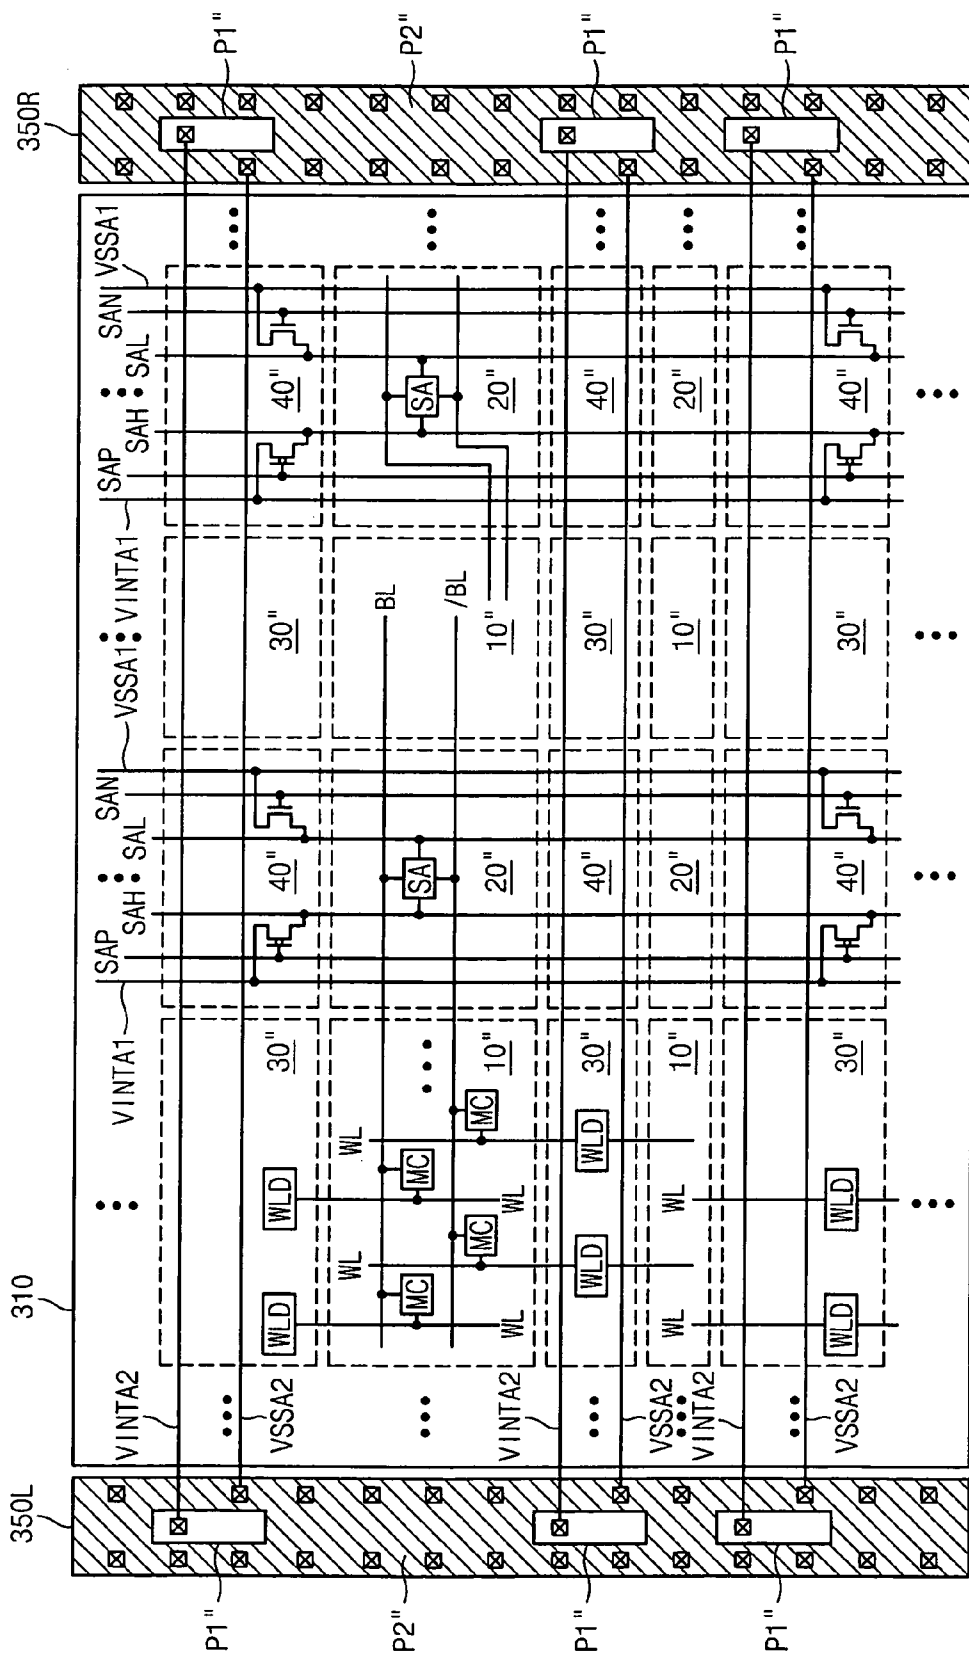 350R
P1"
P2"
P1"
P1"
VSSA1
SAN
SAL
SAH
SAP
VINTA1
40"
SA
20"
40"
20"
40"
30"
BL
/BL
10"
30"
10"
30"
VSSA1
SAN
SAL
SAH
SAP
VINTA1
40"
SA
20"
40"
20"
40"
30"
10"
30"
10"
30"
WLD
WLD
WL
WL
WL
WL
MC
MC
MC
MC
WLD
WLD
WL
WL
WLD
WLD
310
VINTA2
VSSA2
VINTA2
VSSA2
VINTA2
VSSA2
350L
P1"
P2"
P1"
P1"